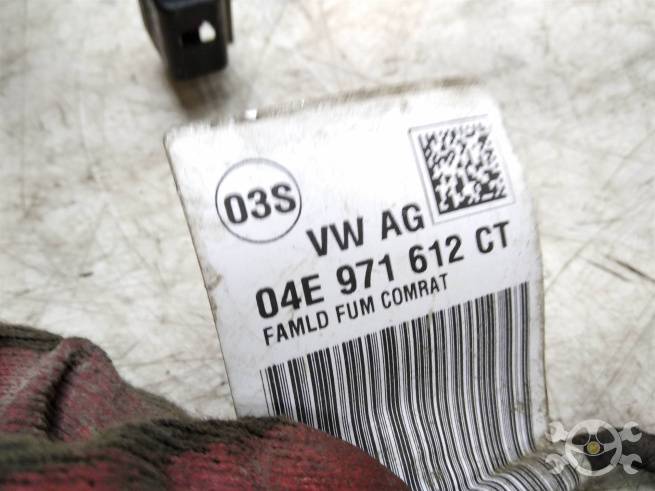 03S
VW AG
04E 971 612 CT
FAMLD FUM COMRAT